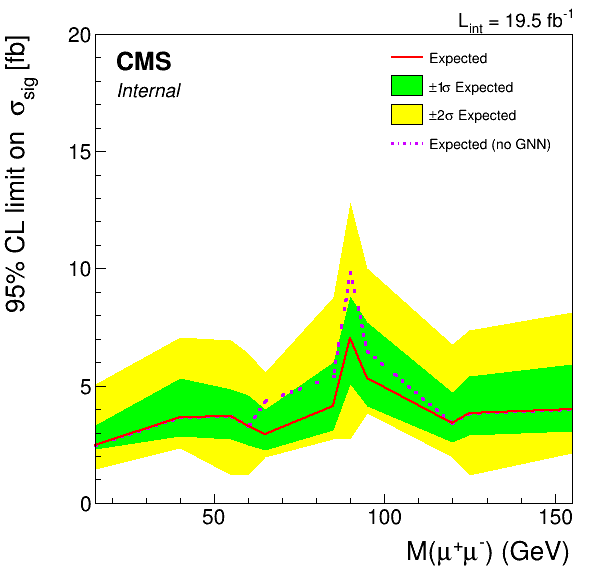 L_int = 19.5 fb^-1
CMS
Internal
Expected
±1σ Expected
±2σ Expected
Expected (no GNN)
95% CL limit on σ_sig [fb]
20
15
10
5
0
50
100
150
M(μ⁺μ⁻) (GeV)